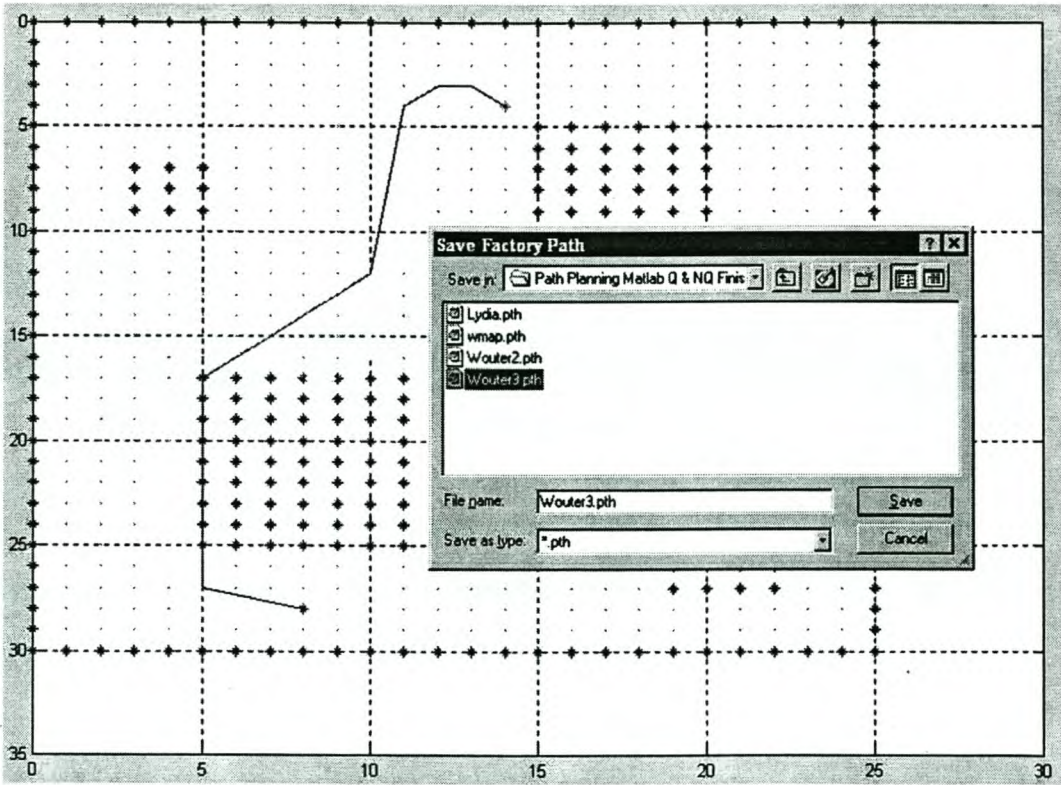 0
5
10
15
20
25
30
35
0
5
10
15
20
25
30
Save Factory Path
Save in: Path Planning Matlab Q & NQ Finis
Lydia.pth
wmap.pth
Wouter2.pth
Wouter3.pth
File name: Wouter3.pth
Save
Save as type: *.pth
Cancel